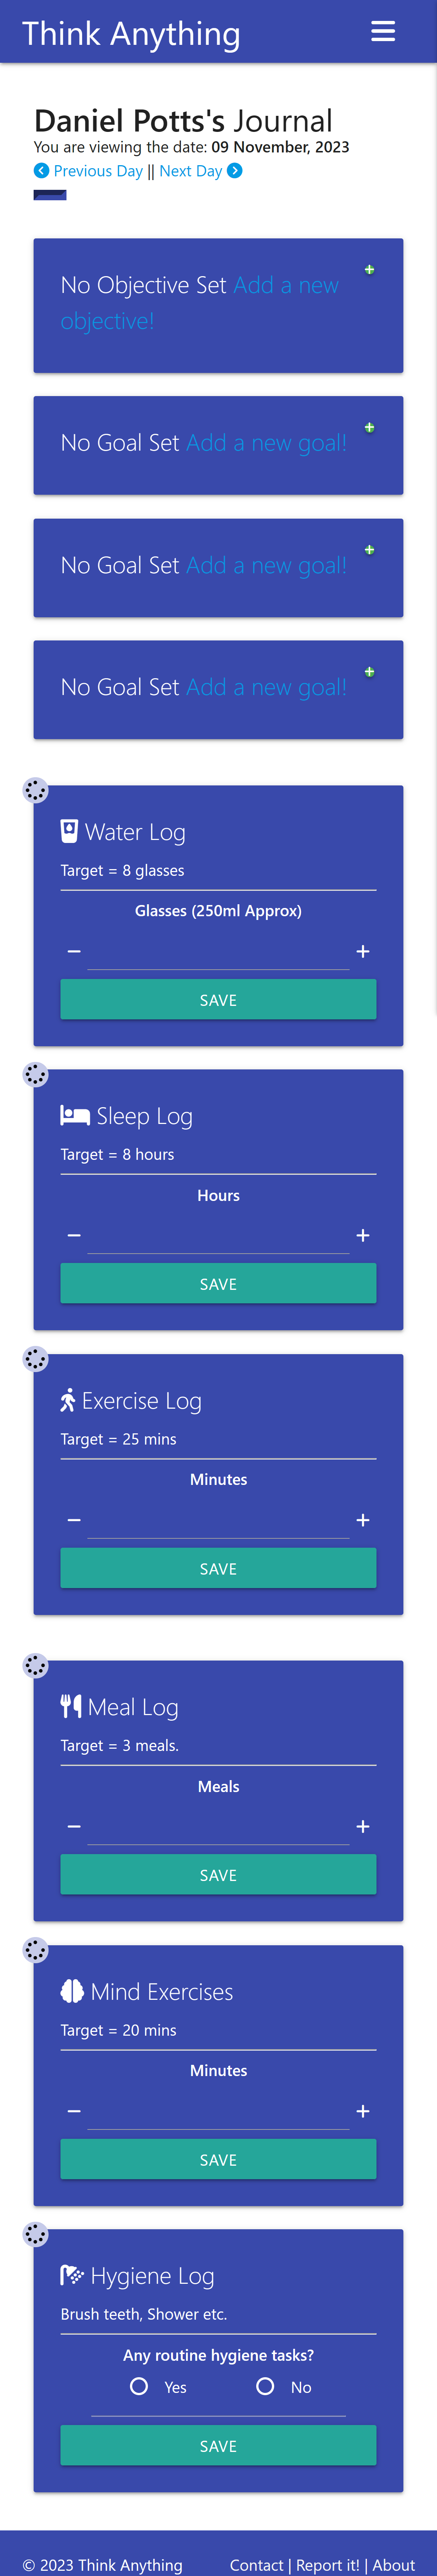 Think Anything
Daniel Potts's Journal
You are viewing the date: 09 November, 2023
Previous Day || Next Day
No Objective Set Add a new
objective!
No Goal Set Add a new goal!
No Goal Set Add a new goal!
No Goal Set Add a new goal!
Water Log
Target = 8 glasses
Glasses (250ml Approx)
SAVE
Sleep Log
Target = 8 hours
Hours
SAVE
Exercise Log
Target = 25 mins
Minutes
SAVE
Meal Log
Target = 3 meals.
Meals
SAVE
Mind Exercises
Target = 20 mins
Minutes
SAVE
Hygiene Log
Brush teeth, Shower etc.
Any routine hygiene tasks?
Yes No
SAVE
© 2023 Think Anything Contact | Report it! | About